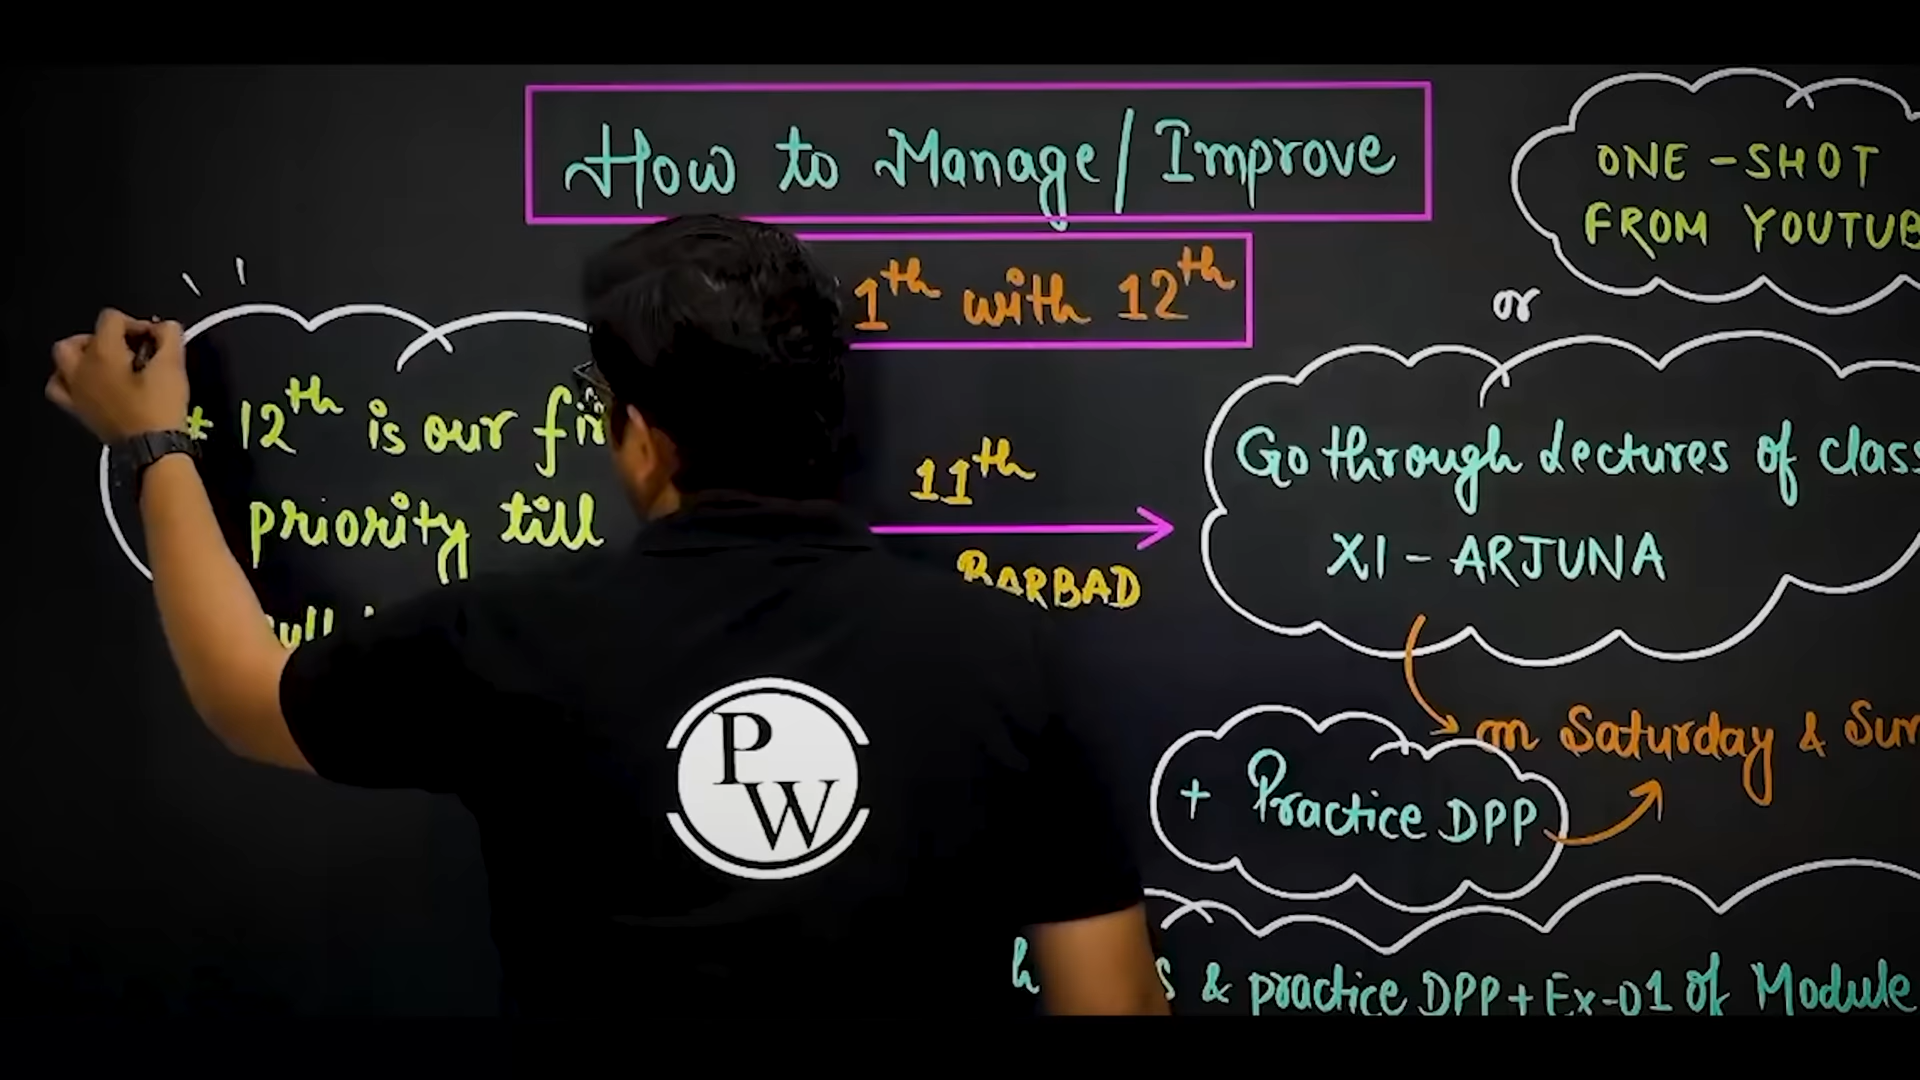 How to Manage/Improve
1th with 12th
* 12th is our
priority till
11th
BARBAD
ONE-SHOT
FROM YOUTUB
or
Go through Lectures of class
XI - ARJUNA
on Saturday & Sun
+ Practice DPP
& practice DPP + Ex-01 of Module
PW